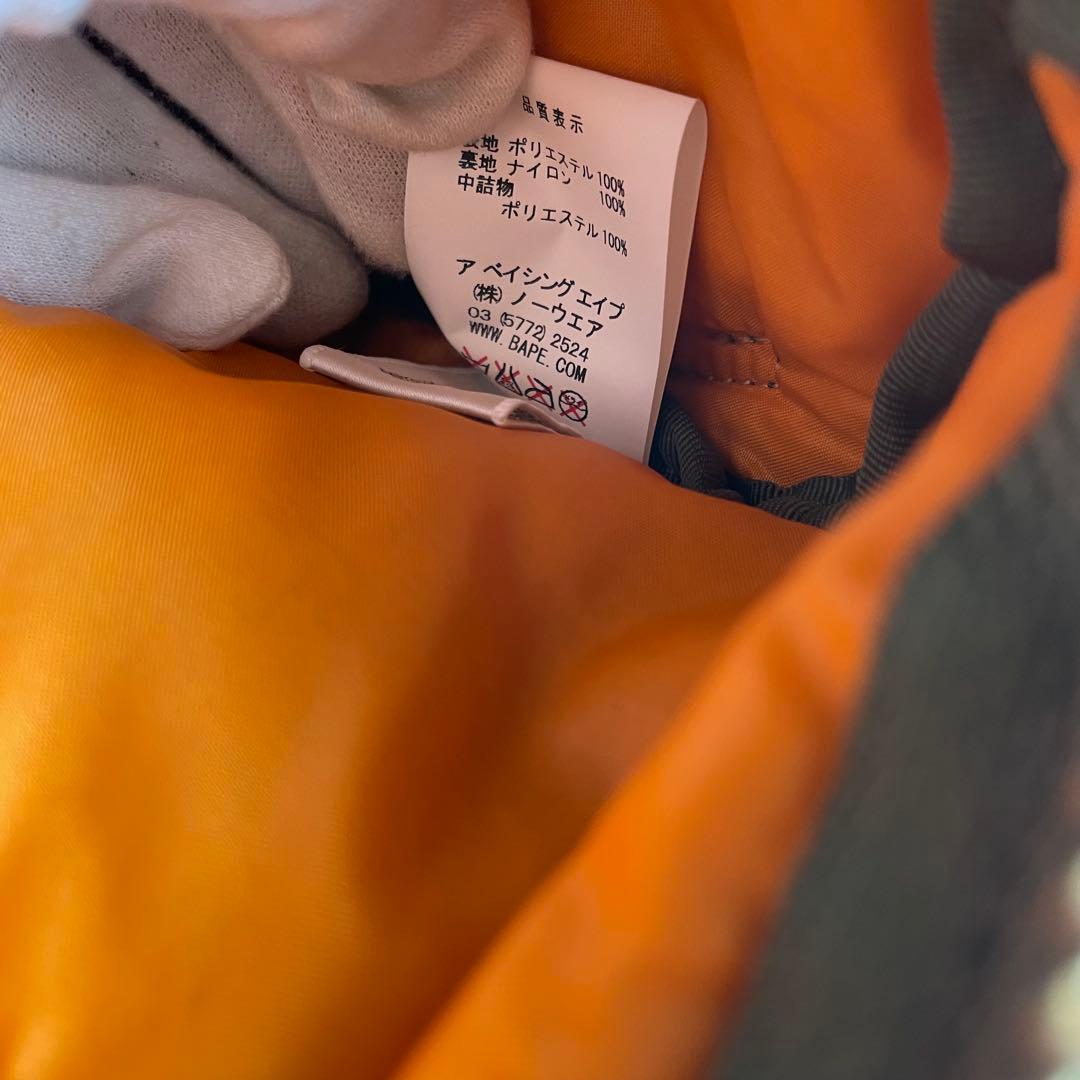 品質表示
表地 ポリエステル 100%
裏地 ナイロン 100%
中詰物
ポリエステル 100%
ア ベイシング エイプ
(株) ノーウエア
03 (5772) 2524
WWW.BAPE.COM